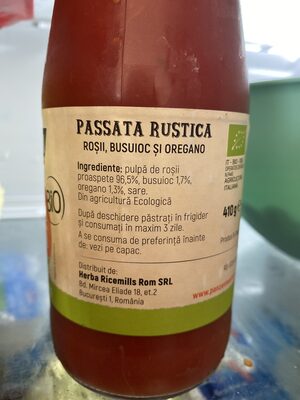 PASSATA RUSTICA
ROȘII, BUSUIOC ȘI OREGANO
Ingrediente: pulpă de roșii
proaspete 96,5%, busuioc 1,7%,
oregano 1,3%, sare.
Din agricultură Ecologică
După deschidere păstrați în frigider
și consumați în maxim 3 zile.
A se consuma de preferință înainte
de: vezi pe capac.
Distribuit de:
Herba Ricemills Rom SRL
Bd. Mircea Eliade 18, et.2
București 1, România
BIO
AGRICOLTURA
ITALIANA
410 g